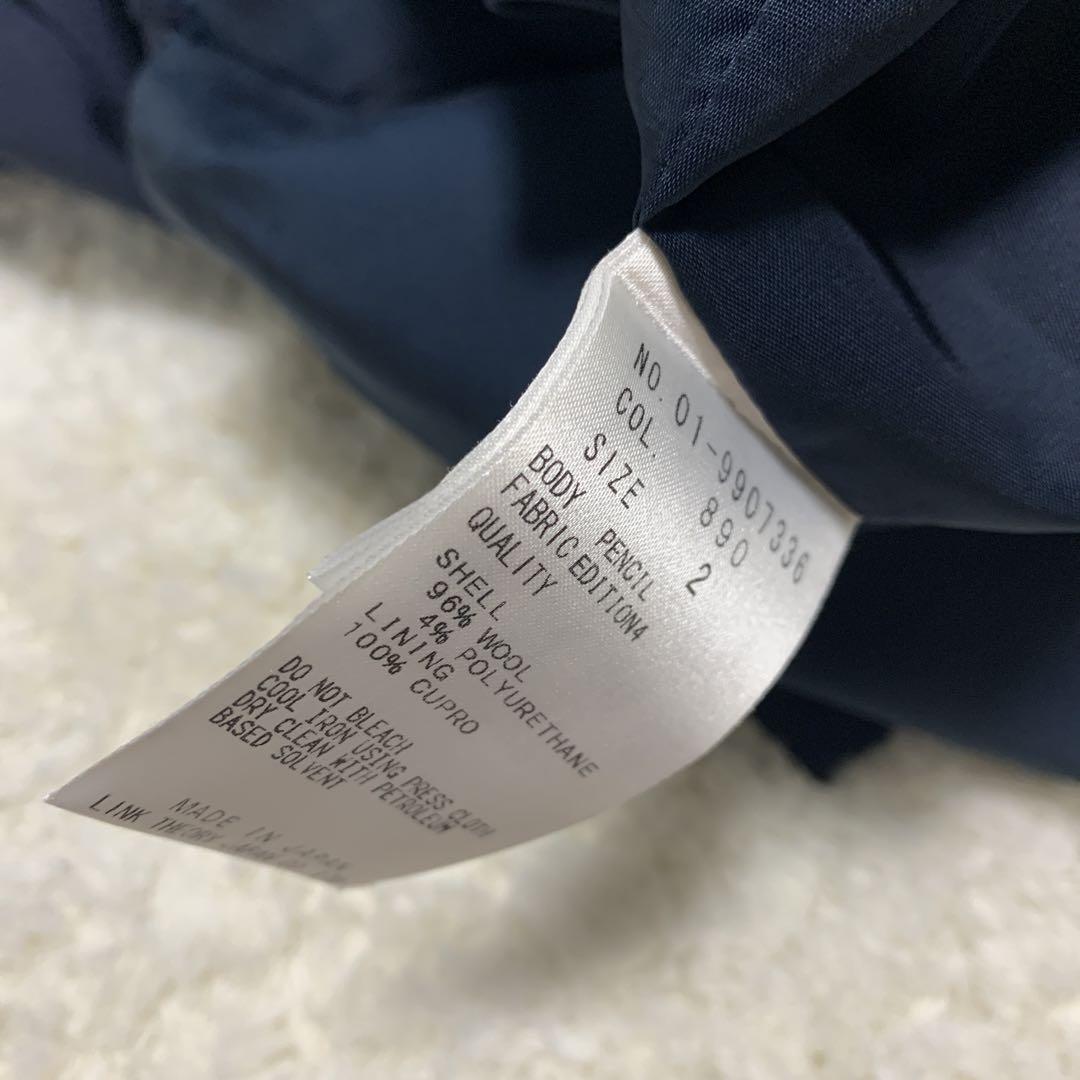 NO. 01-9907336
COL. 890
SIZE 2
BODY PENCIL
FABRIC EDITION4
QUALITY
SHELL
96% WOOL
4% POLYURETHANE
LINING
100% CUPRO
DO NOT BLEACH
COOL IRON USING PRESS CLOTH
DRY CLEAN WITH PETROLEUM
BASED SOLVENT
MADE IN JAPAN
LINK THEORY JAPAN